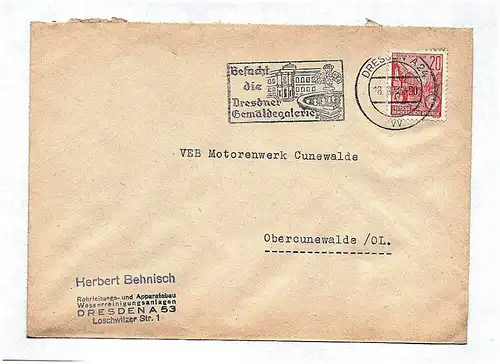 Besucht
die
Dresdner
Gemäldegalerie
DRESDEN A24
20
VEB Motorenwerk Cunewalde
Obercunewalde /OL.
Herbert Behnisch
Rohrleitungs- und Apparatebau
Wasserreinigungsanlagen
DRESDEN A 53
Loschwitzer Str. 1